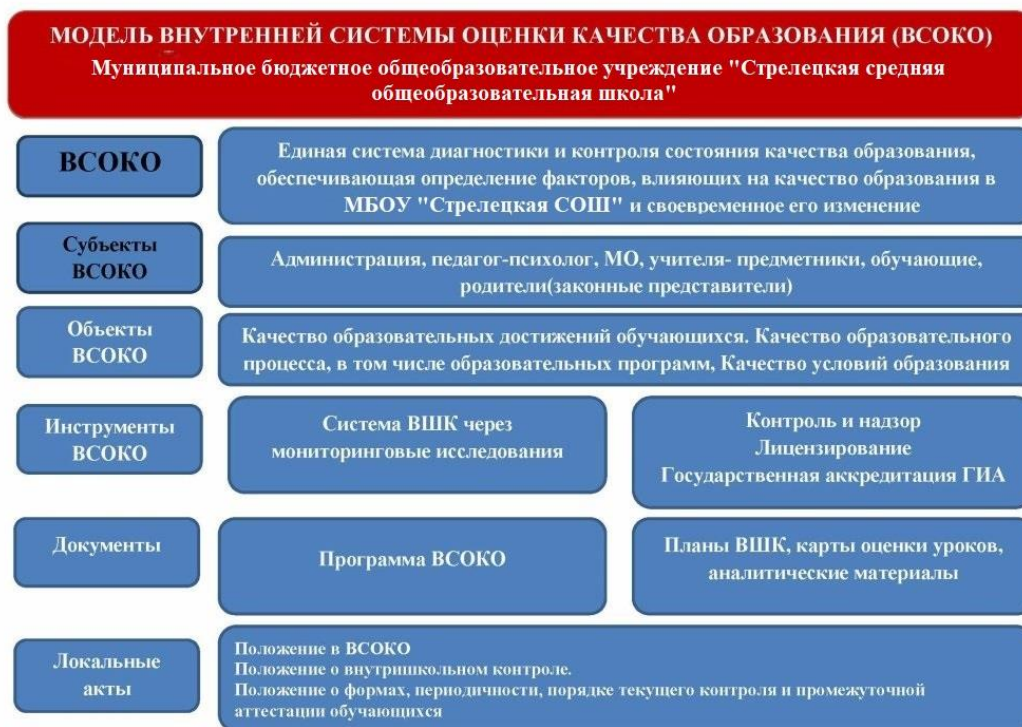 МОДЕЛЬ ВНУТРЕННЕЙ СИСТЕМЫ ОЦЕНКИ КАЧЕСТВА ОБРАЗОВАНИЯ (ВСОКО)
Муниципальное бюджетное общеобразовательное учреждение "Стрелецкая средняя
общеобразовательная школа"
ВСОКО
Единая система диагностики и контроля состояния качества образования,
обеспечивающая определение факторов, влияющих на качество образования в
МБОУ "Стрелецкая СОШ" и своевременное его изменение
Субъекты
ВСОКО
Администрация, педагог-психолог, МО, учителя- предметники, обучающие,
родители(законные представители)
Объекты
ВСОКО
Качество образовательных достижений обучающихся. Качество образовательного
процесса, в том числе образовательных программ, Качество условий образования
Инструменты
ВСОКО
Система ВШК через
мониторинговые исследования
Контроль и надзор
Лицензирование
Государственная аккредитация ГИА
Документы
Программа ВСОКО
Планы ВШК, карты оценки уроков,
аналитические материалы
Локальные
акты
Положение в ВСОКО
Положение о внутришкольном контроле.
Положение о формах, периодичности, порядке текущего контроля и промежуточной
аттестации обучающихся